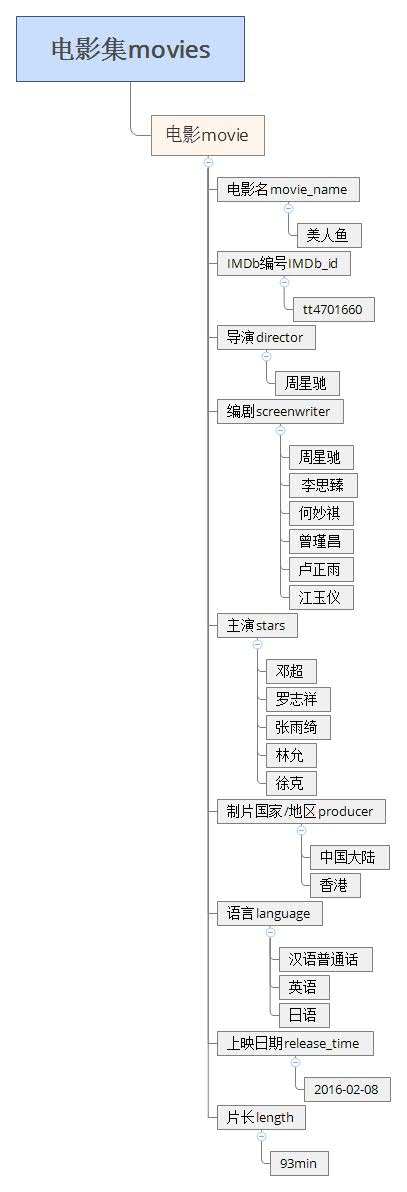 电影集movies
电影movie
电影名movie_name
美人鱼
IMDb编号IMDb_id
tt4701660
导演director
周星驰
编剧screenwriter
周星驰
李思臻
何妙祺
曾瑾昌
卢正雨
江玉仪
主演stars
邓超
罗志祥
张雨绮
林允
徐克
制片国家/地区producer
中国大陆
香港
语言language
汉语普通话
英语
日语
上映日期release_time
2016-02-08
片长length
93min